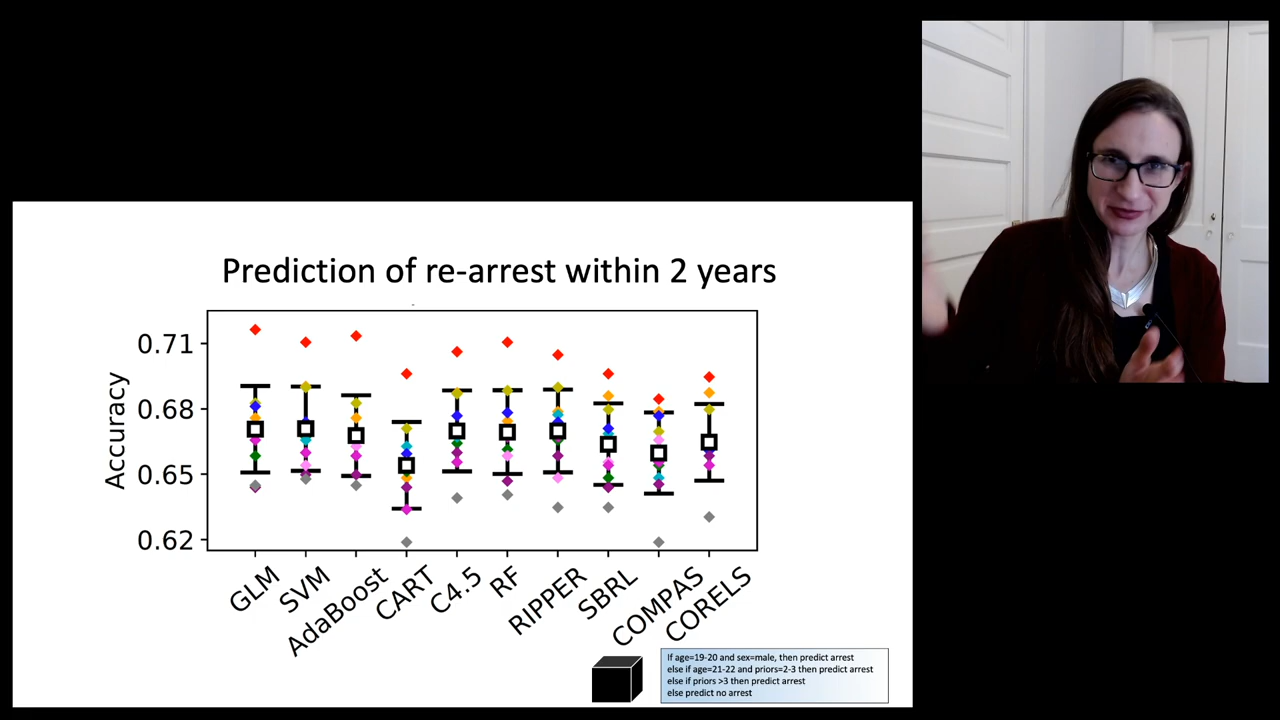 Prediction of re-arrest within 2 years
Accuracy
0.71
0.68
0.65
0.62
GLM
SVM
AdaBoost
CART
C4.5
RF
RIPPER
SBRL
COMPAS
CORELS
If age=19-20 and sex=male, then predict arrest
else if age=21-22 and priors=2-3 then predict arrest
else if priors >3 then predict arrest
else predict no arrest